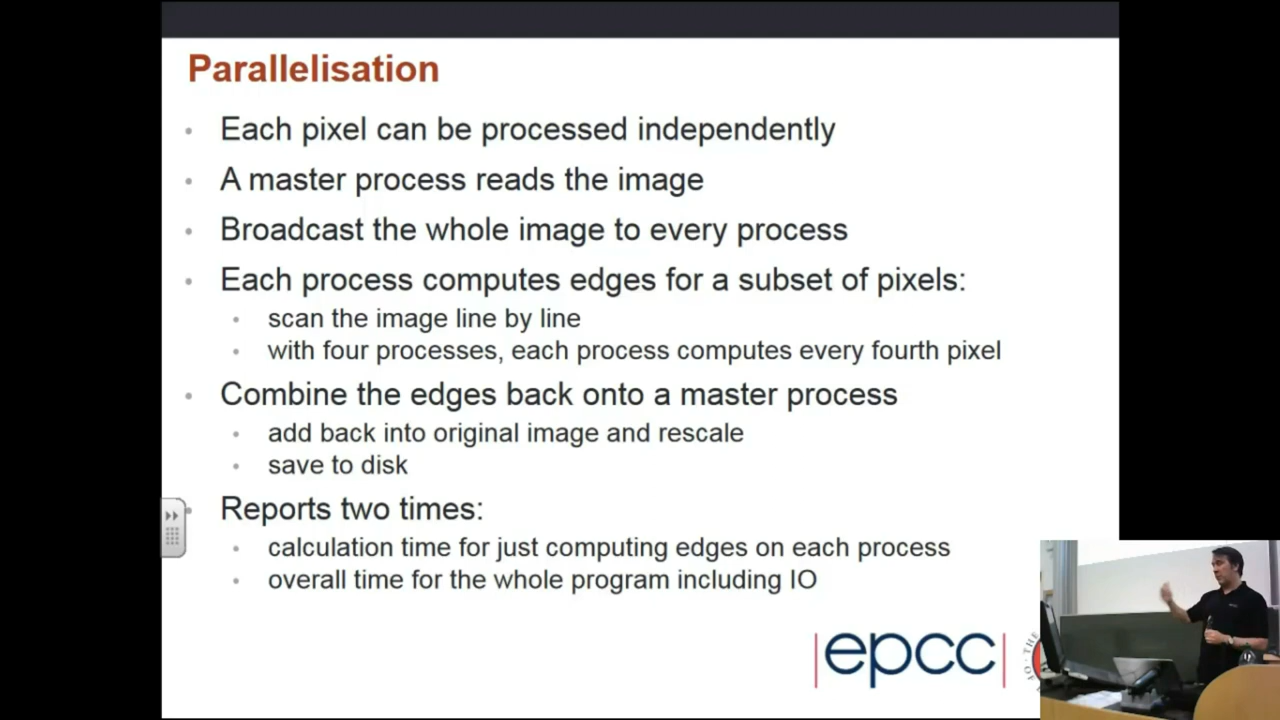 Parallelisation
• Each pixel can be processed independently
• A master process reads the image
• Broadcast the whole image to every process
• Each process computes edges for a subset of pixels:
• scan the image line by line
• with four processes, each process computes every fourth pixel
• Combine the edges back onto a master process
• add back into original image and rescale
• save to disk
• Reports two times:
• calculation time for just computing edges on each process
• overall time for the whole program including IO
|epcc|
THE